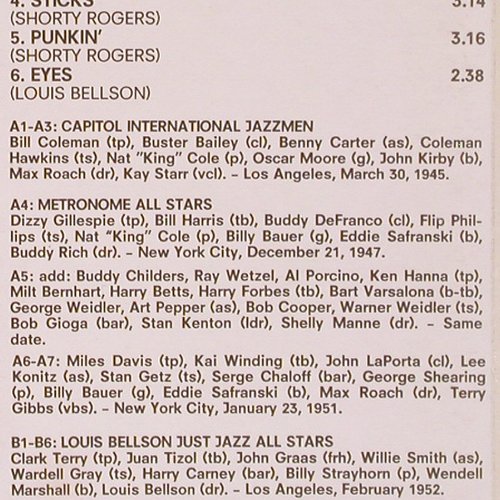 4. STICKS 3.14
(SHORTY ROGERS)
5. PUNKIN' 3.16
(SHORTY ROGERS)
6. EYES 2.38
(LOUIS BELLSON)
A1-A3: CAPITOL INTERNATIONAL JAZZMEN
Bill Coleman (tp), Buster Bailey (cl), Benny Carter (as), Coleman
Hawkins (ts), Nat "King" Cole (p), Oscar Moore (g), John Kirby (b),
Max Roach (dr), Kay Starr (vcl). – Los Angeles, March 30, 1945.
A4: METRONOME ALL STARS
Dizzy Gillespie (tp), Bill Harris (tb), Buddy DeFranco (cl), Flip Phil-
lips (ts), Nat "King" Cole (p), Billy Bauer (g), Eddie Safranski (b),
Buddy Rich (dr). – New York City, December 21, 1947.
A5: add: Buddy Childers, Ray Wetzel, Al Porcino, Ken Hanna (tp),
Milt Bernhart, Harry Betts, Harry Forbes (tb), Bart Varsalona (b-tb),
George Weidler, Art Pepper (as), Bob Cooper, Warner Weidler (ts),
Bob Gioga (bar), Stan Kenton (ldr), Shelly Manne (dr). – Same
date.
A6-A7: Miles Davis (tp), Kai Winding (tb), John LaPorta (cl), Lee
Konitz (as), Stan Getz (ts), Serge Chaloff (bar), George Shearing
(p), Billy Bauer (g), Eddie Safranski (b), Max Roach (dr), Terry
Gibbs (vbs). – New York City, January 23, 1951.
B1-B6: LOUIS BELLSON JUST JAZZ ALL STARS
Clark Terry (tp), Juan Tizol (tb), John Graas (frh), Willie Smith (as),
Wardell Gray (ts), Harry Carney (bar), Billy Strayhorn (p), Wendell
Marshall (b), Louis Bellson (dr). – Los Angeles, February 1952.